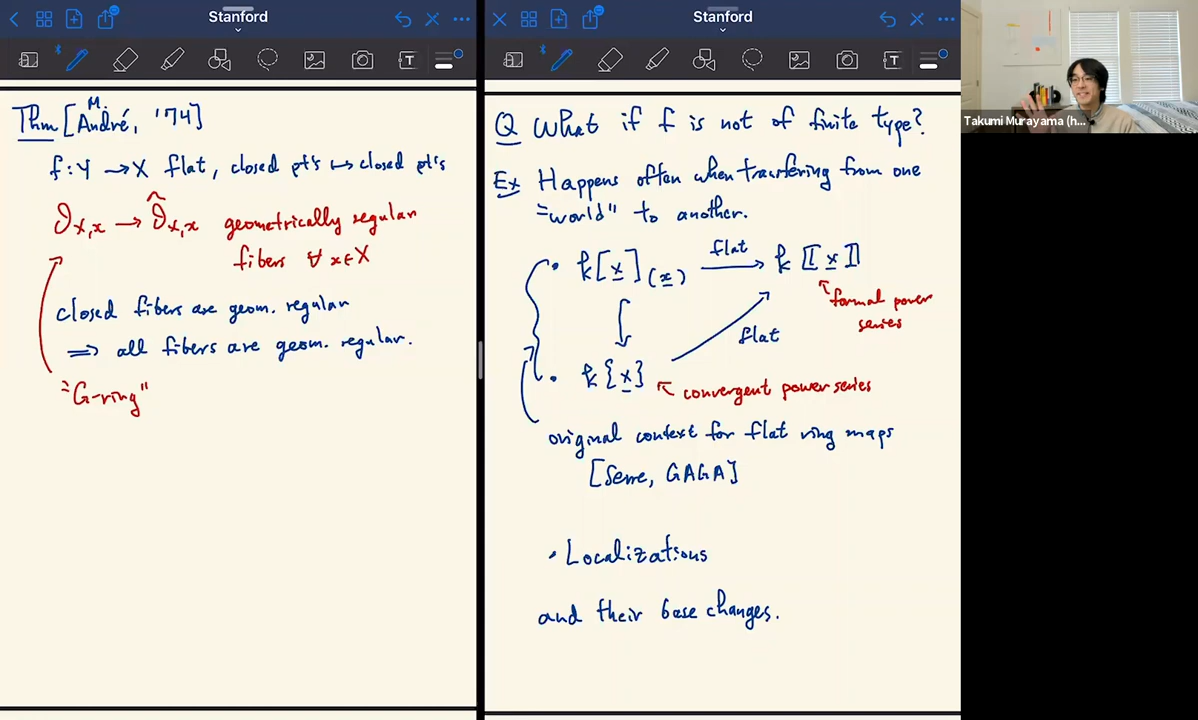 Stanford
Thm [M. André, '74]
f: Y → X flat, closed pt's ↦ closed pt's
𝒪_{X,x} → 𝒪̂_{X,x} geometrically regular
fibers ∀ x∈X
closed fibers are geom. regular
⟹ all fibers are geom. regular.
"G-ring"
Stanford
Q What if f is not of finite type?
Ex Happens often when transfering from one
"world" to another.
• k[x]_(x) flat → k[[x]]
formal power
series
flat
• k{x} ← convergent power series
original context for flat ring maps
[Serre, GAGA]
• Localizations
and their base changes.
Takumi Murayama (h...